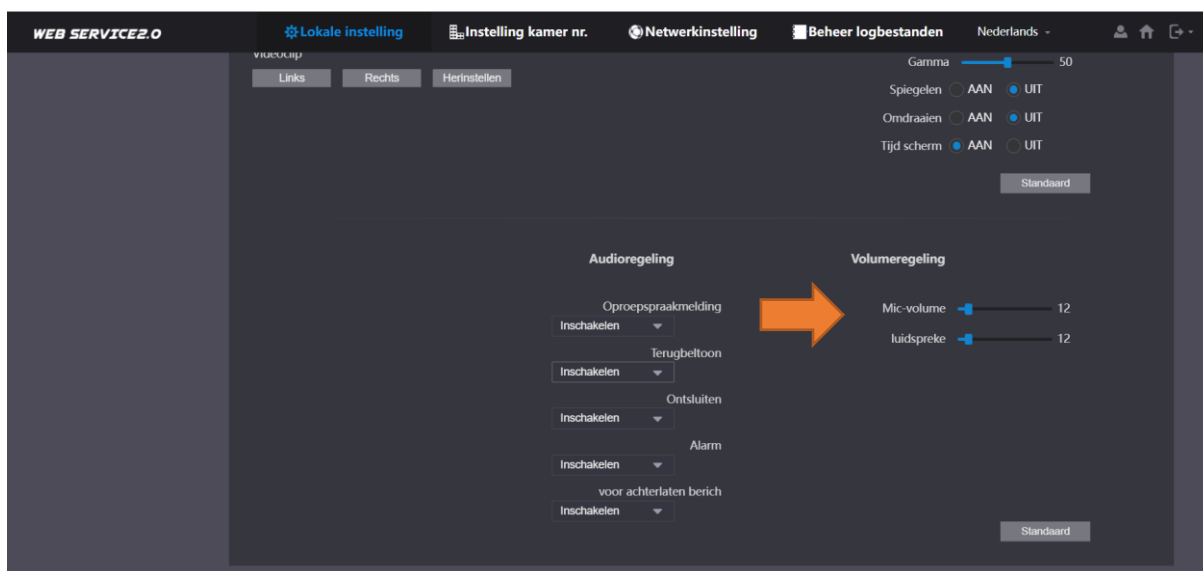 WEB SERVICE2.0 Lokale instelling Instelling kamer nr. Netwerkinstelling Beheer logbestanden Nederlands
Videoclip
Links Rechts Herinstellen
Gamma 50
Spiegelen AAN UIT
Omdraaien AAN UIT
Tijd scherm AAN UIT
Standaard
Audioregeling
Oproepspraakmelding
Inschakelen
Terugbeltoon
Inschakelen
Ontsluiten
Inschakelen
Alarm
Inschakelen
voor achterlaten berich
Inschakelen
Volumeregeling
Mic-volume 12
luidspreke 12
Standaard